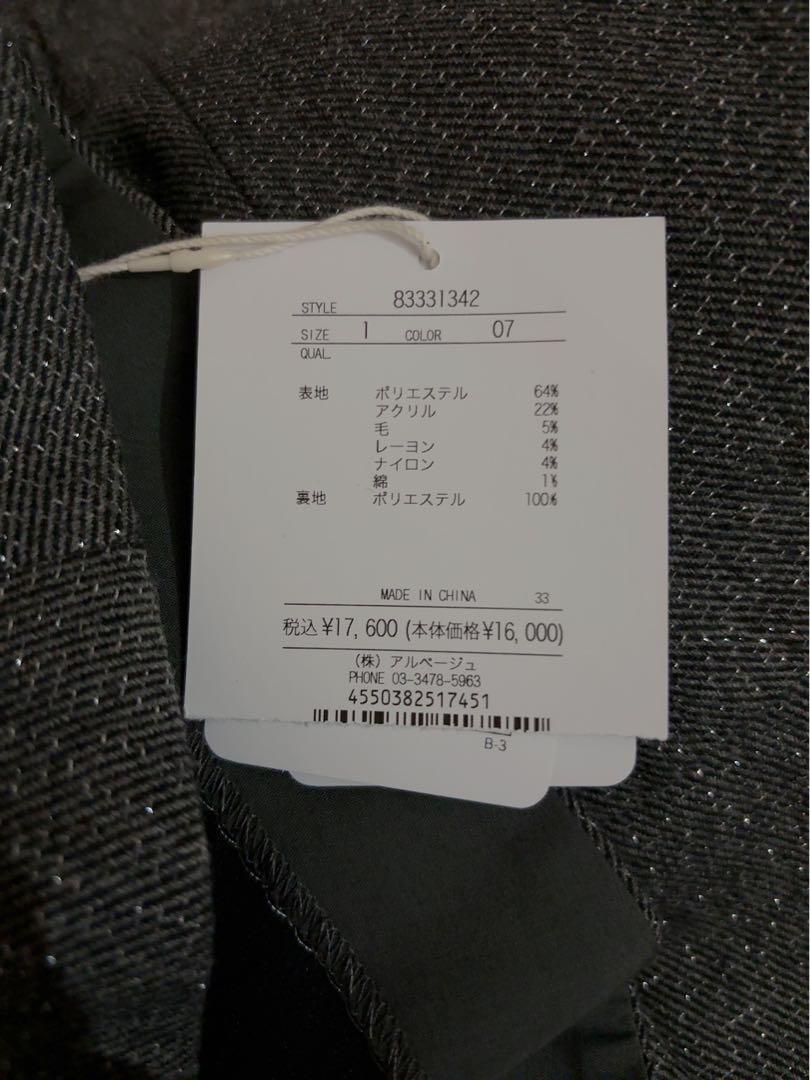 STYLE 83331342
SIZE 1 COLOR 07
QUAL.
表地 ポリエステル 64%
アクリル 22%
毛 5%
レーヨン 4%
ナイロン 4%
綿 1%
裏地 ポリエステル 100%
MADE IN CHINA 33
税込¥17,600(本体価格¥16,000)
(株)アルページュ
PHONE 03-3478-5963
4550382517451
B-3